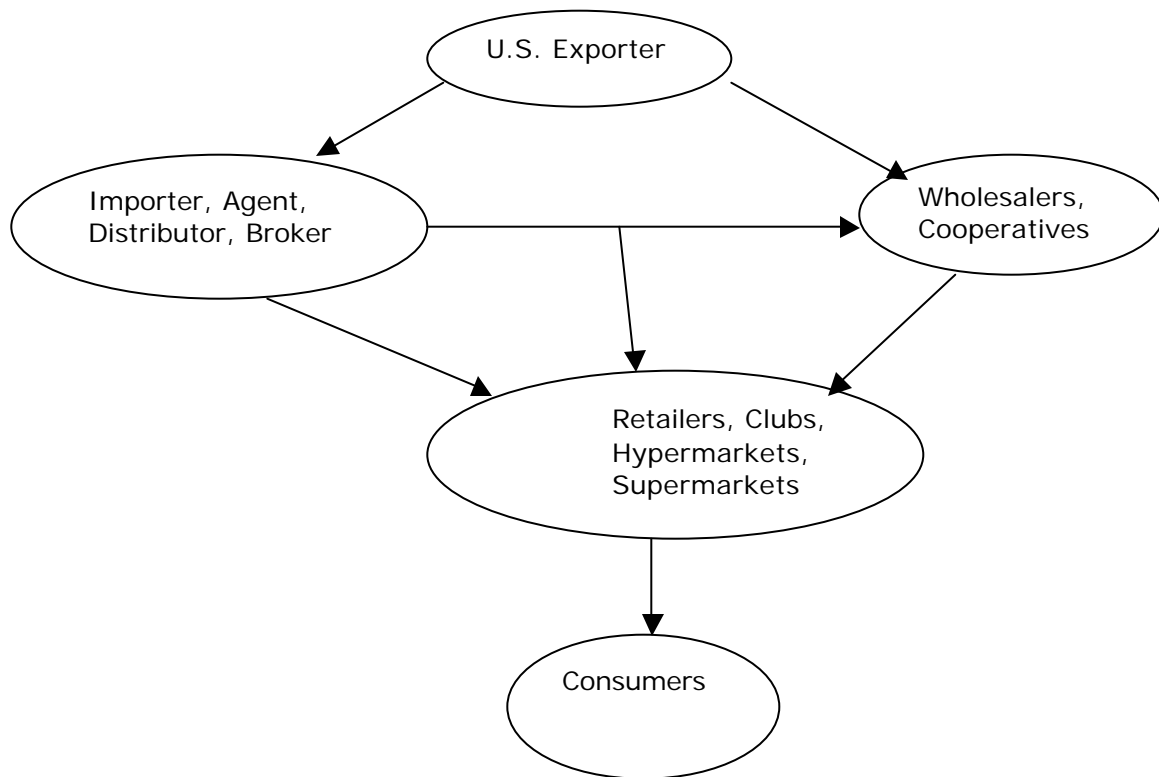 U.S. Exporter
Importer, Agent,
Distributor, Broker
Wholesalers,
Cooperatives
Retailers, Clubs,
Hypermarkets,
Supermarkets
Consumers